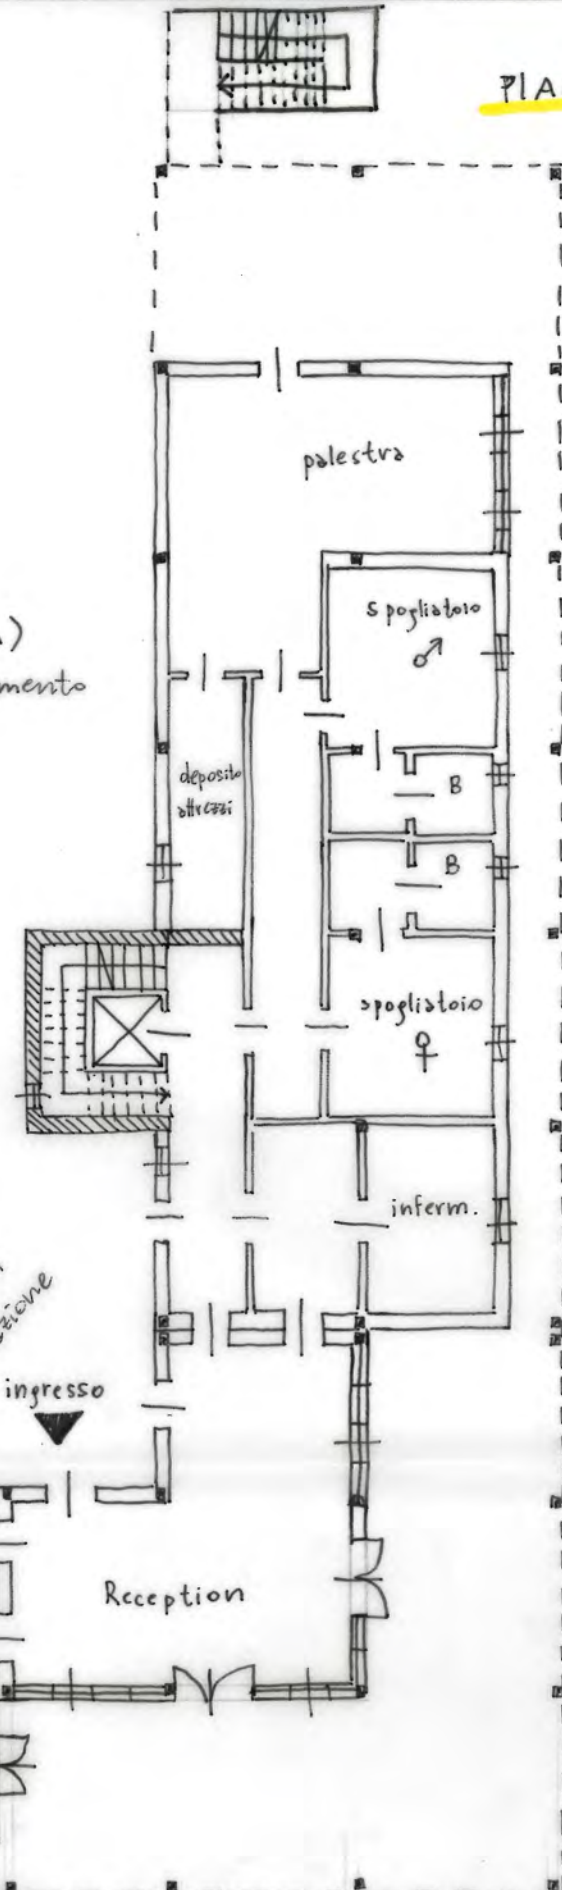 PIA
palestra
spogliatoio
deposito
attrezzi
B
B
spogliatoio
inferm.
ingresso
Reception